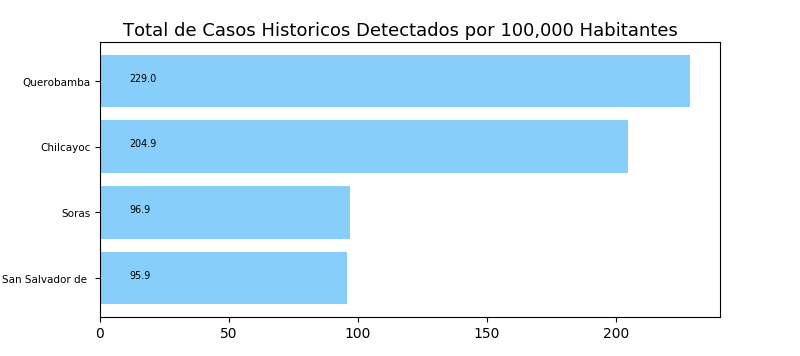 Total de Casos Historicos Detectados por 100,000 Habitantes
Querobamba
229.0
Chilcayoc
204.9
Soras
96.9
San Salvador de
95.9
0 50 100 150 200